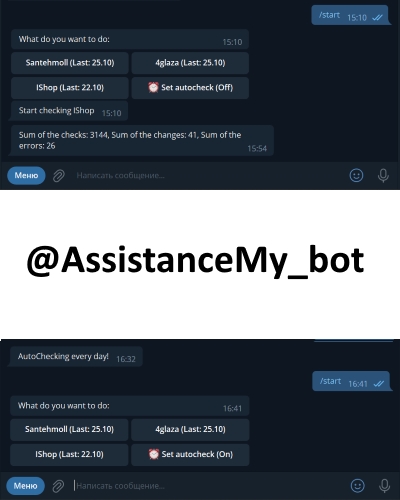 /start 15:10
What do you want to do:
15:10
Santehmoll (Last: 25.10) 4glaza (Last: 25.10)
IShop (Last: 22.10) ⏰ Set autocheck (Off)
Start checking IShop 15:10
Sum of the checks: 3144, Sum of the changes: 41, Sum of the
errors: 26
15:54
Меню Написать сообщение...
@AssistanceMy_bot
AutoChecking every day! 16:32
/start 16:41
What do you want to do:
16:41
Santehmoll (Last: 25.10) 4glaza (Last: 25.10)
IShop (Last: 22.10) ⏰ Set autocheck (On)
Меню Написать сообщение...